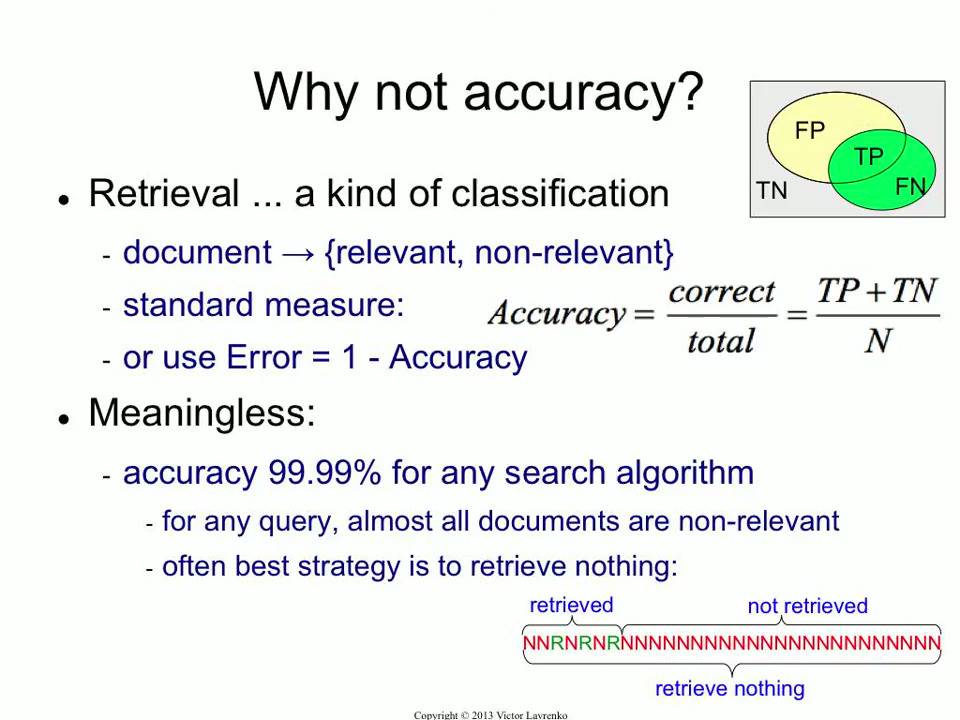 Why not accuracy?
FP
TP
TN
FN
● Retrieval ... a kind of classification
- document → {relevant, non-relevant}
- standard measure:
Accuracy = correct / total = TP + TN / N
- or use Error = 1 - Accuracy
● Meaningless:
- accuracy 99.99% for any search algorithm
- for any query, almost all documents are non-relevant
- often best strategy is to retrieve nothing:
retrieved not retrieved
NNRNRNRNNNNNNNNNNNNNNNNNNNNNNN
retrieve nothing
Copyright © 2013 Victor Lavrenko